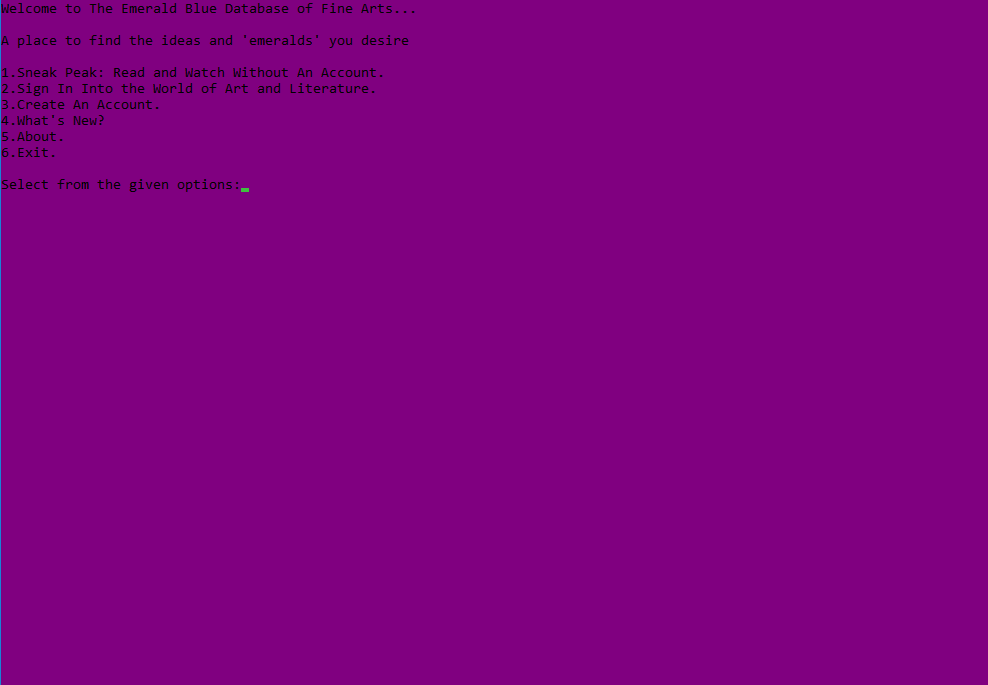 Welcome to The Emerald Blue Database of Fine Arts...
A place to find the ideas and 'emeralds' you desire
1.Sneak Peak: Read and Watch Without An Account.
2.Sign In Into the World of Art and Literature.
3.Create An Account.
4.What's New?
5.About.
6.Exit.
Select from the given options: